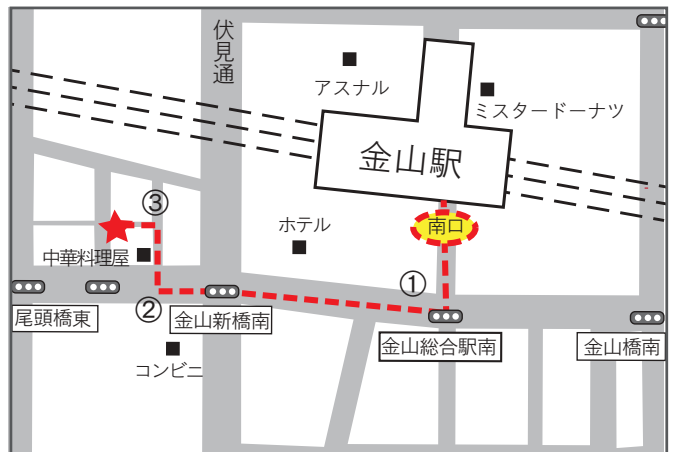 伏見通
アスナル
ミスタードーナツ
金山駅
③
ホテル
南口
中華料理屋
①
尾頭橋東
②
金山新橋南
金山総合駅南
金山橋南
コンビニ